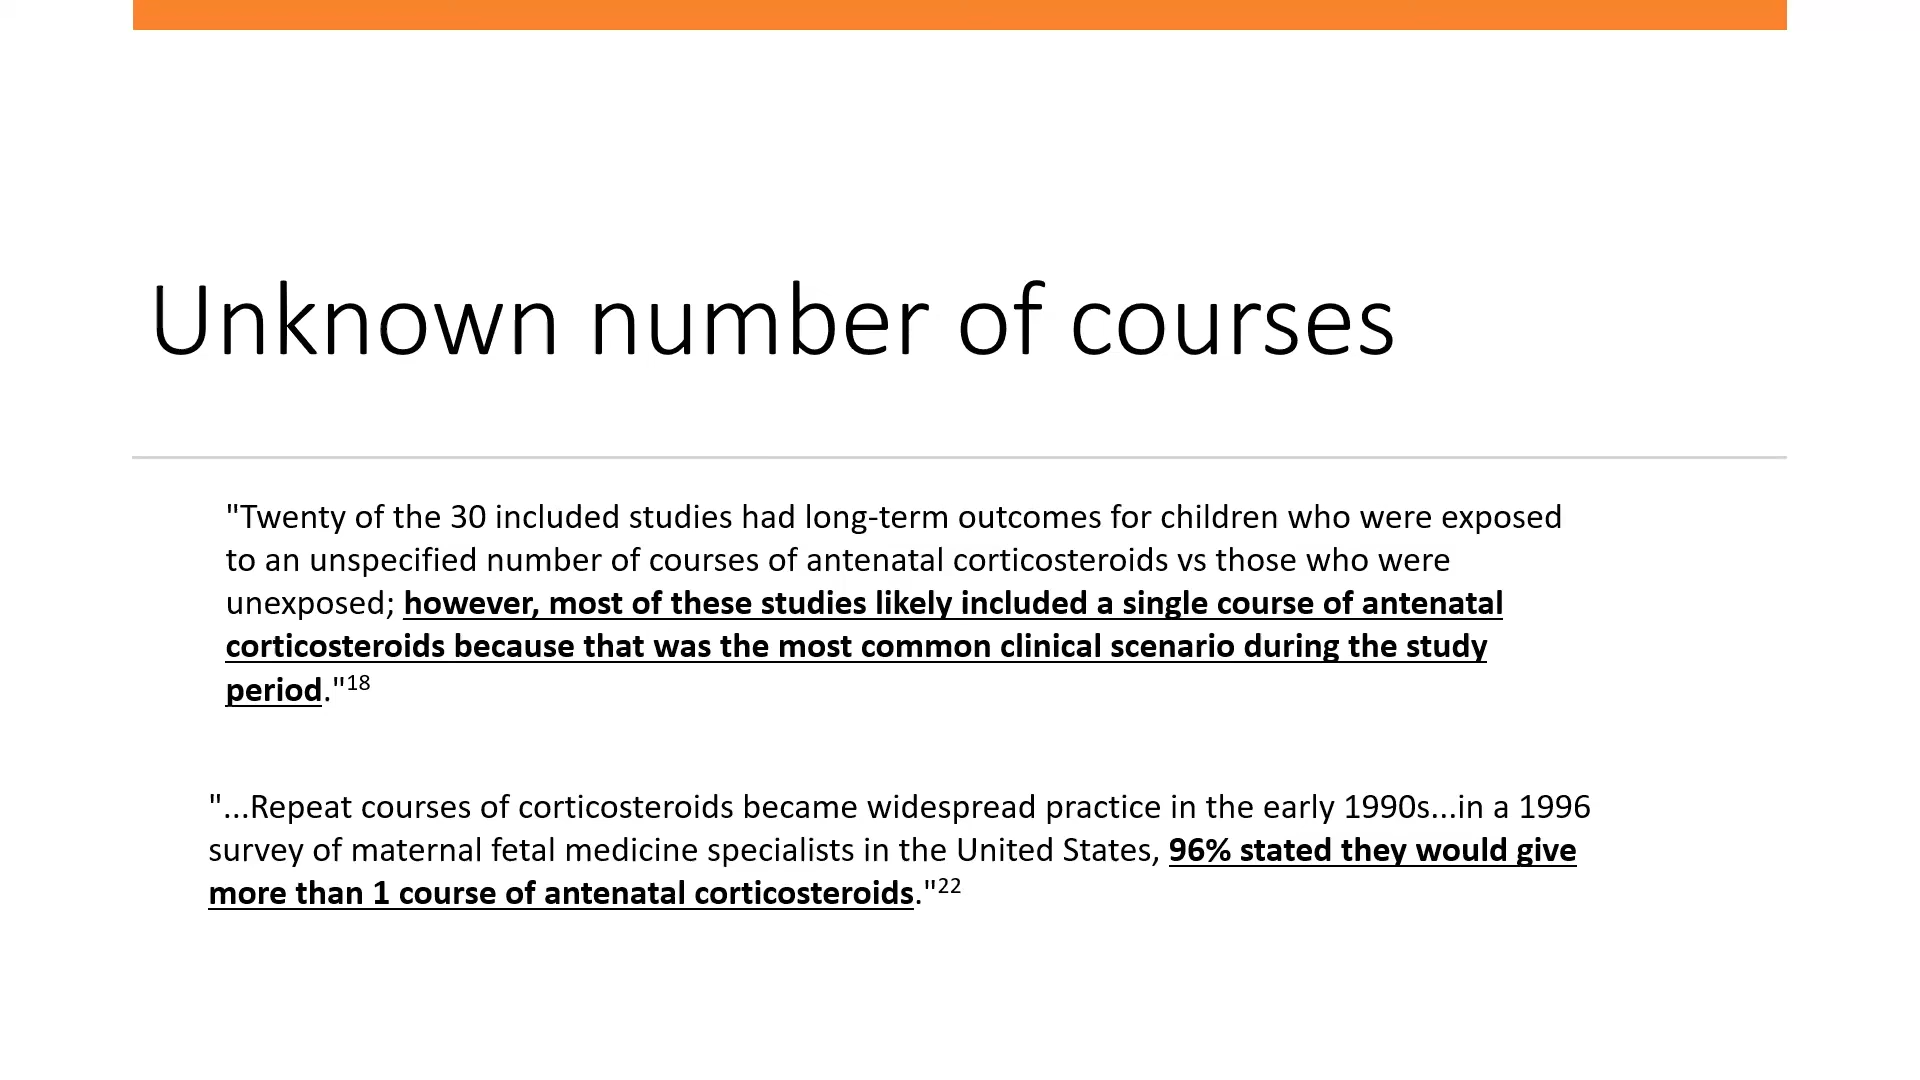 Unknown number of courses
"Twenty of the 30 included studies had long-term outcomes for children who were exposed
to an unspecified number of courses of antenatal corticosteroids vs those who were
unexposed; however, most of these studies likely included a single course of antenatal
corticosteroids because that was the most common clinical scenario during the study
period."18
"...Repeat courses of corticosteroids became widespread practice in the early 1990s...in a 1996
survey of maternal fetal medicine specialists in the United States, 96% stated they would give
more than 1 course of antenatal corticosteroids."22